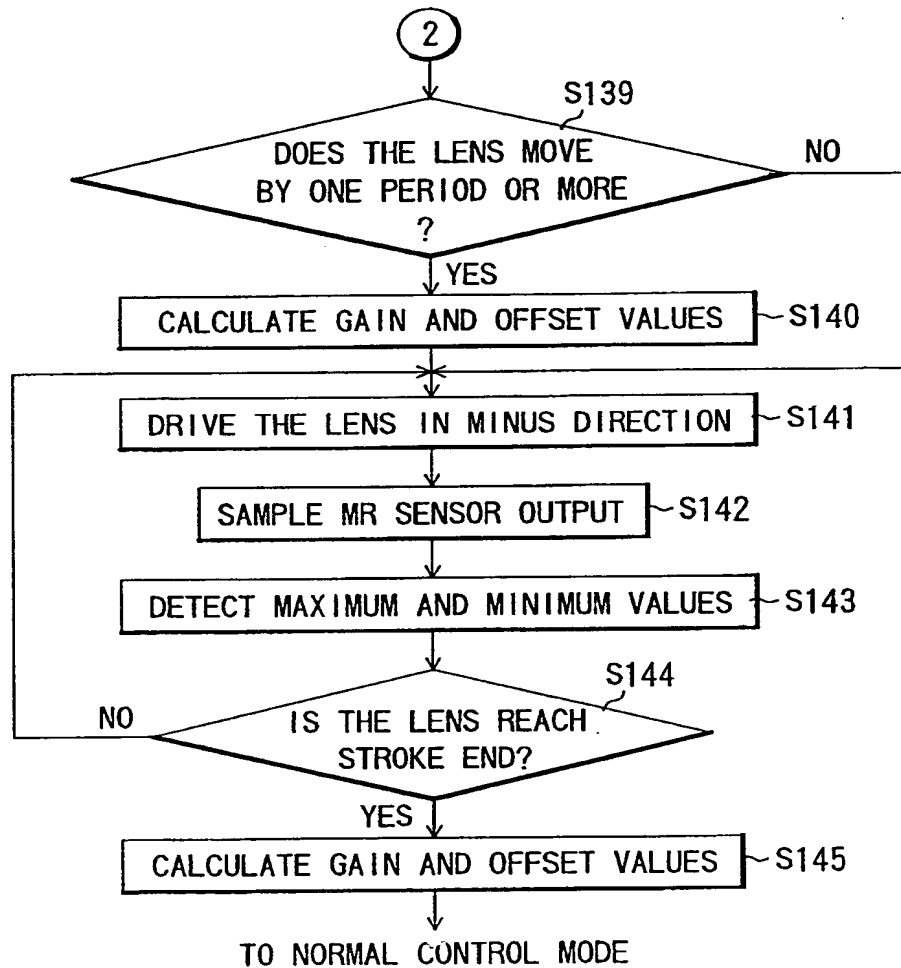 2
S139
DOES THE LENS MOVE
BY ONE PERIOD OR MORE
?
NO
YES
CALCULATE GAIN AND OFFSET VALUES
S140
DRIVE THE LENS IN MINUS DIRECTION
S141
SAMPLE MR SENSOR OUTPUT
S142
DETECT MAXIMUM AND MINIMUM VALUES
S143
S144
IS THE LENS REACH
STROKE END?
NO
YES
CALCULATE GAIN AND OFFSET VALUES
S145
TO NORMAL CONTROL MODE